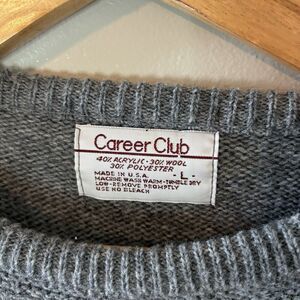 Career Club
40% ACRYLIC • 30% WOOL
30% POLYESTER
MADE IN U.S.A. - L -
MACHINE WASH WARM-TUMBLE DRY
LOW-REMOVE PROMPTLY
USE NO BLEACH